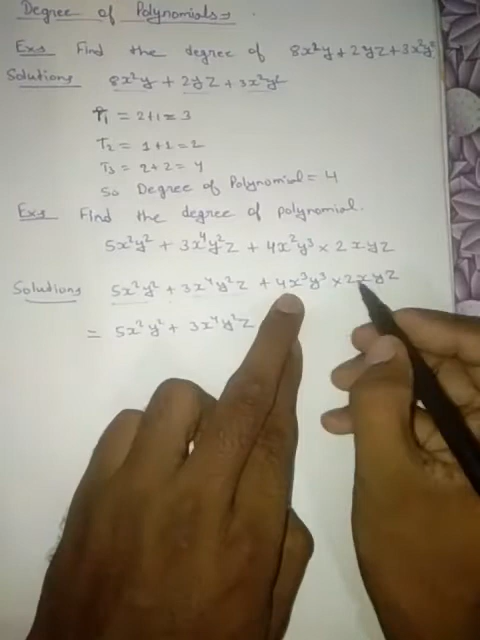 Degree of Polynomials:-
Ex:- Find the degree of 8x²y + 2yz + 3x²y²
Solution:- 8x²y + 2yz + 3x²y²
T₁ = 2+1 = 3
T₂ = 1+1 = 2
T₃ = 2+2 = 4
So Degree of Polynomial = 4
Ex:- Find the degree of polynomial.
5x²y² + 3x⁴y²z + 4x²y³ × 2xyz
Solution:- 5x²y² + 3x⁴y²z + 4x³y³ × 2xyz
= 5x²y² + 3x⁴y²z